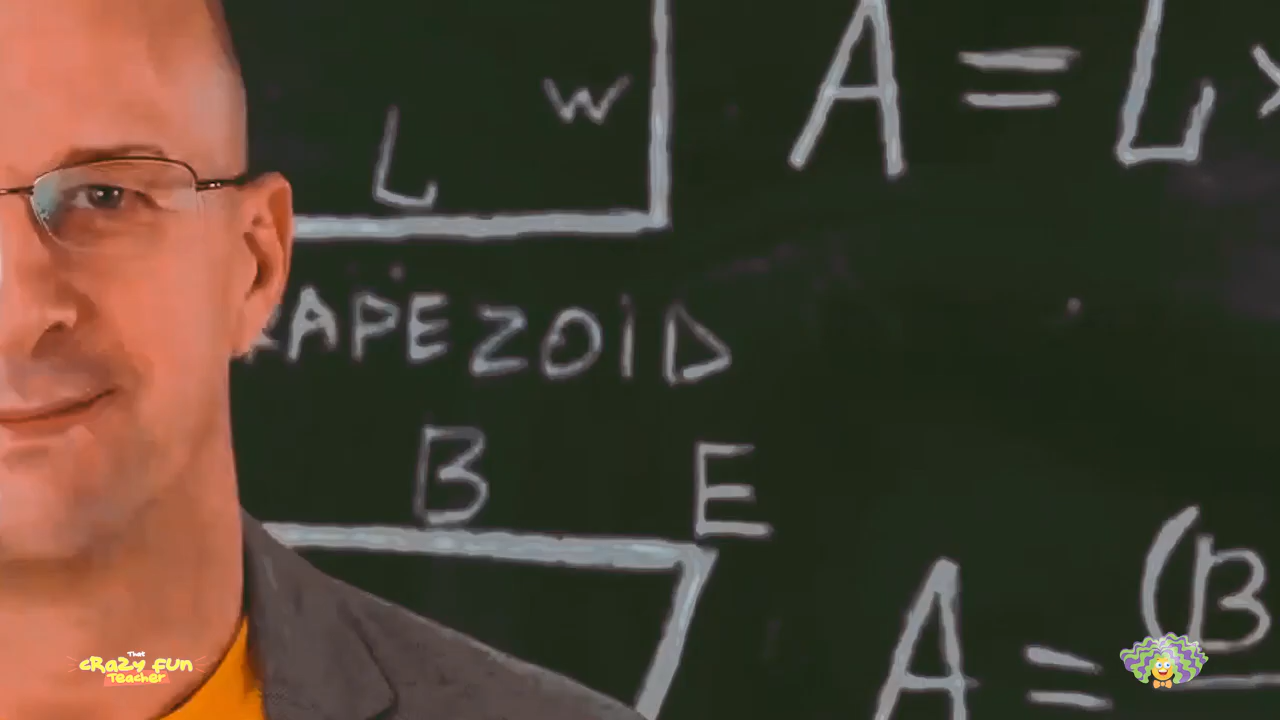 W
L
A = L
RAPEZOiD
B
E
A = (B
That
cRaZy fun
Teacher